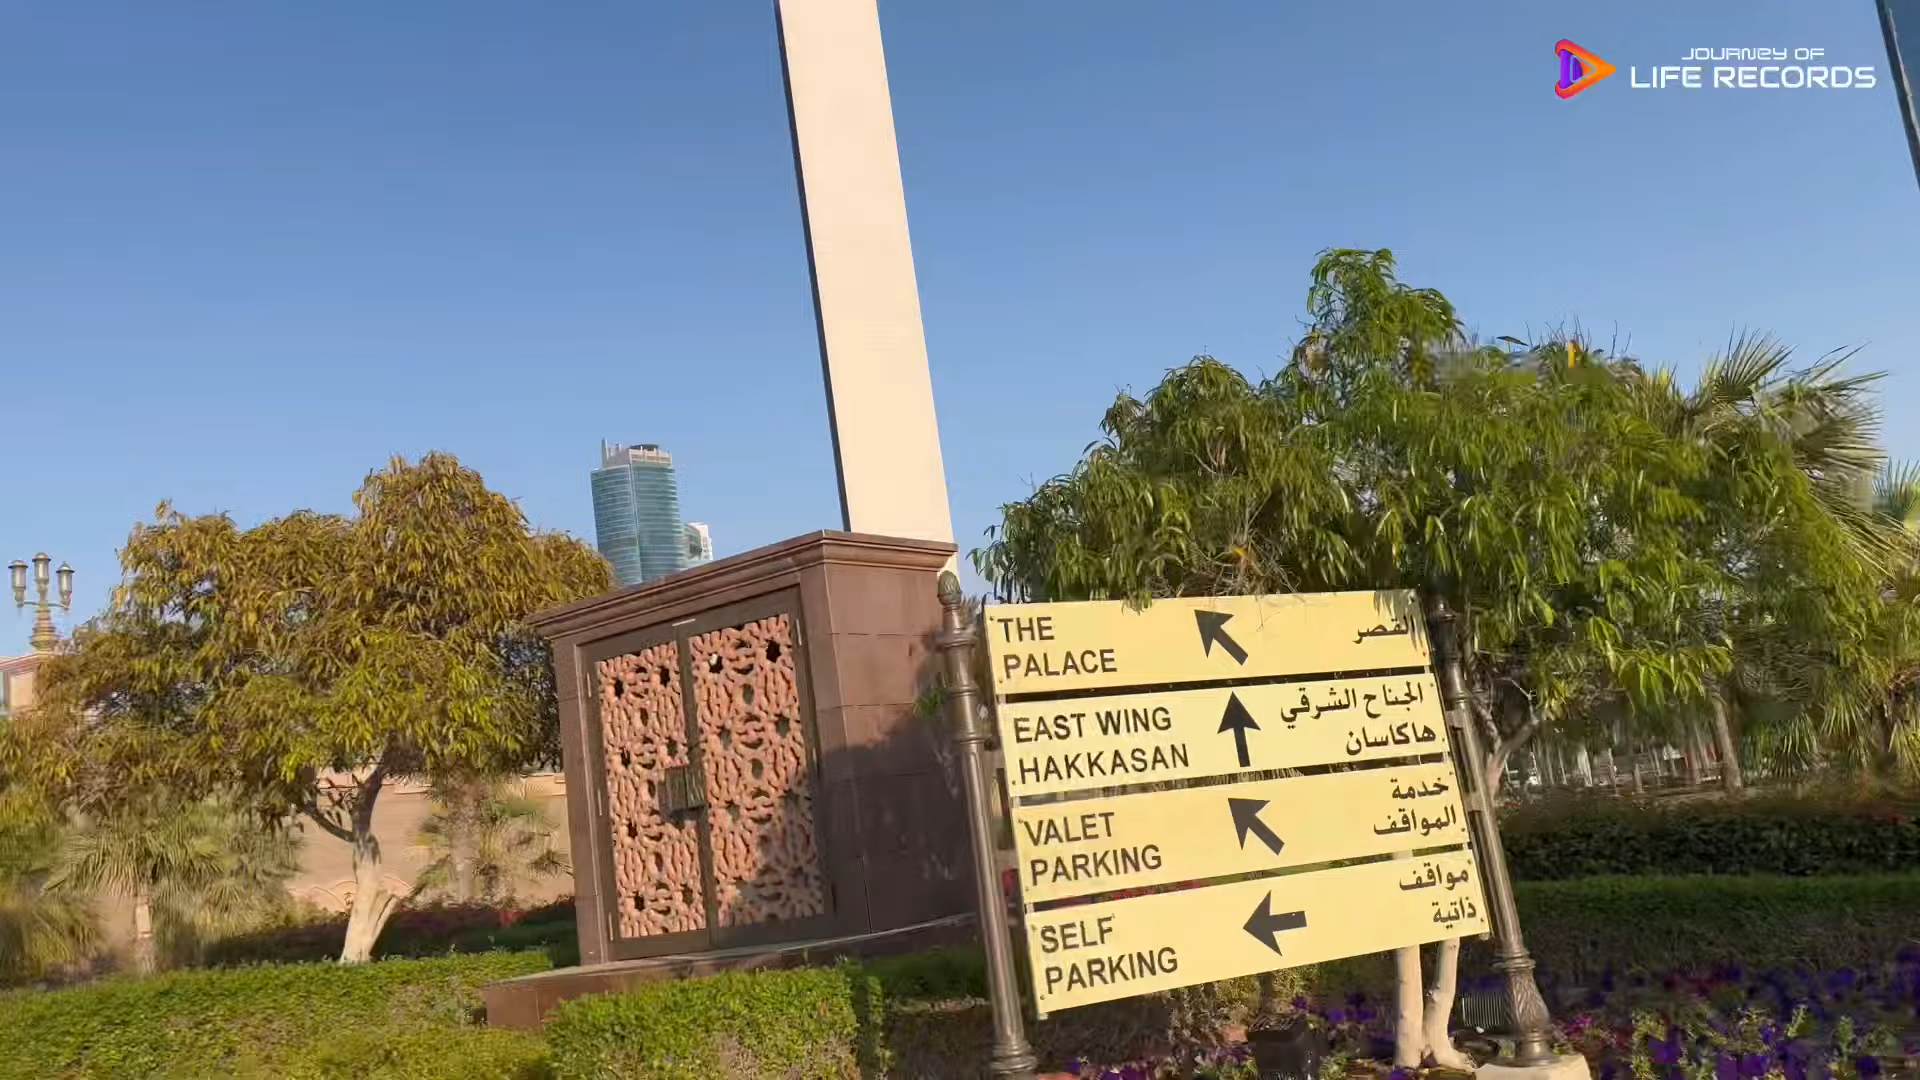 JOURNEY OF
LIFE RECORDS
THE
PALACE
القصر
EAST WING
HAKKASAN
الجناح الشرقي
هاكاسان
VALET
PARKING
خدمة
المواقف
SELF
PARKING
مواقف
ذاتية